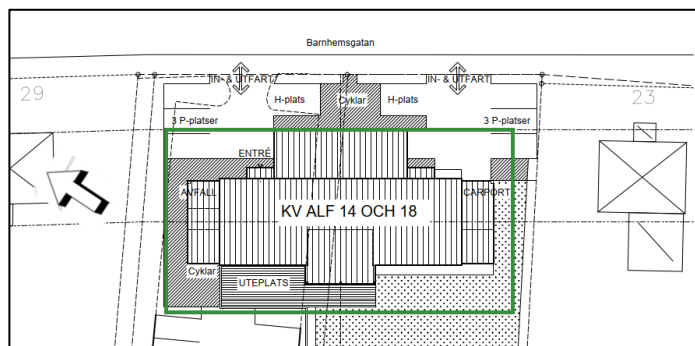 Barnhemsgatan
IN- & UTFART
IN- & UTFART
29
H-plats
Cyklar
H-plats
23
3 P-platser
3 P-platser
ENTRÉ
AVFALL
CARPORT
KV ALF 14 OCH 18
Cyklar
UTEPLATS